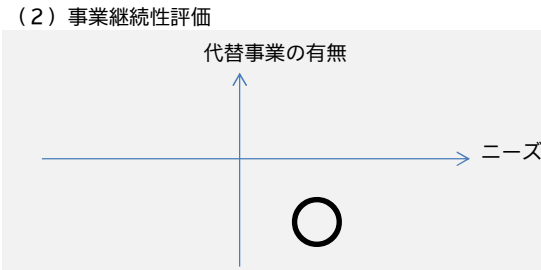 （２）事業継続性評価
代替事業の有無
ニーズ